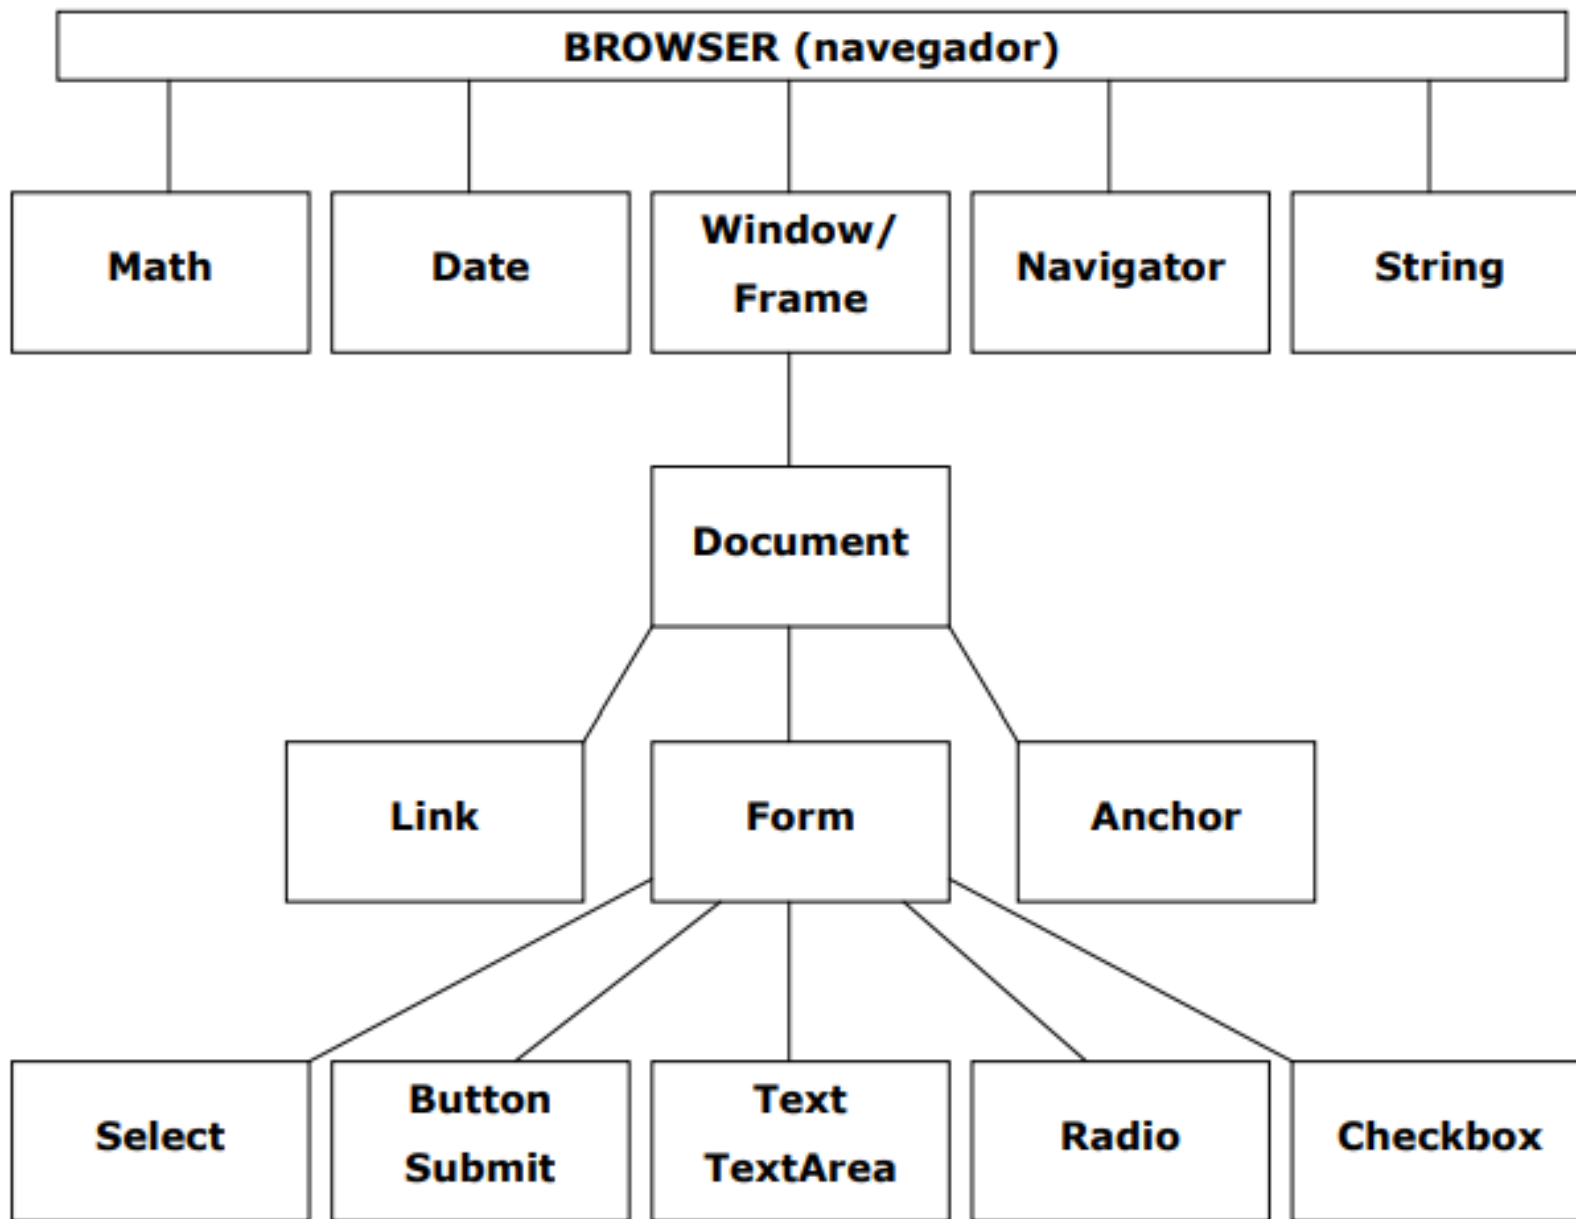 BROWSER (navegador)
Math
Date
Window/
Frame
Navigator
String
Document
Link
Form
Anchor
Select
Button
Submit
Text
TextArea
Radio
Checkbox